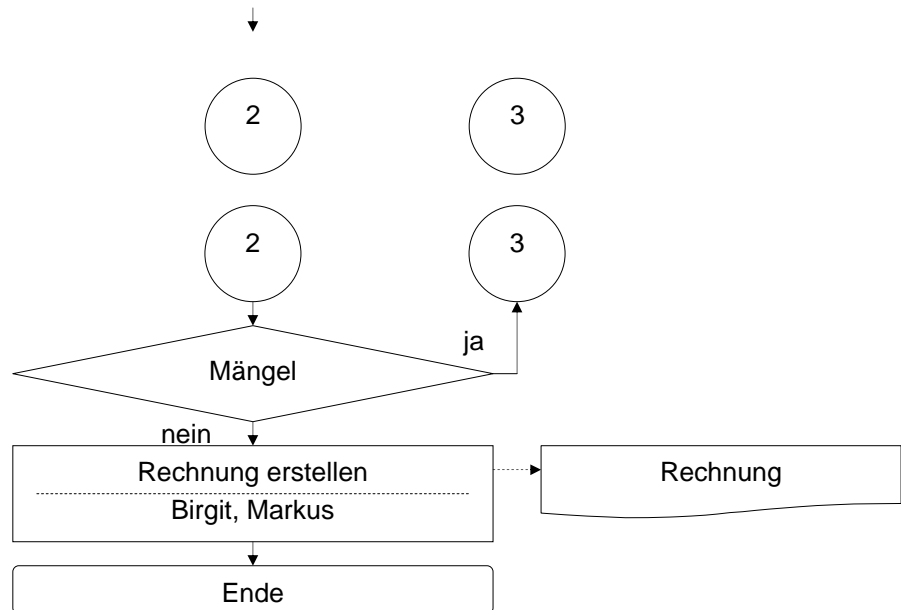 2
3
2
3
ja
Mängel
nein
Rechnung erstellen
Rechnung
Birgit, Markus
Ende